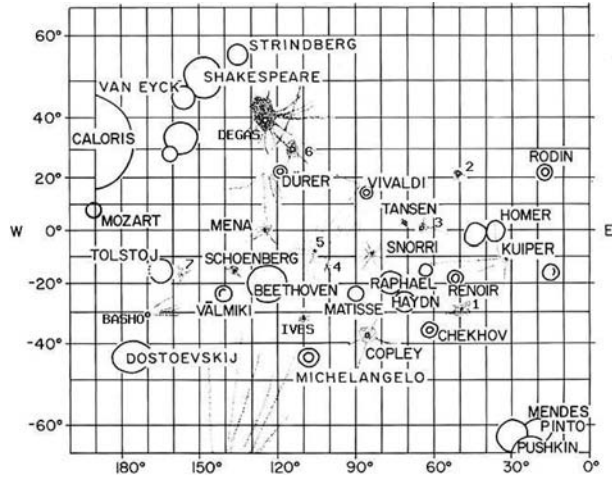 60°
STRINDBERG
SHAKESPEARE
VAN EYCK
40°
CALORIS
DEGAS
6
2
RODIN
20°
DURER
VIVALDI
MOZART
TANSEN
HOMER
W
0°
MENA
3
E
SNORRI
KUIPER
5
TOLSTOJ
7
SCHOENBERG
4
-20°
BEETHOVEN
RAPHAEL
RENOIR
VALMIKI
MATISSE
HAYDN
1
BASHO
IVES
-40°
CHEKHOV
DOSTOEVSKIJ
COPLEY
MICHELANGELO
-60°
MENDES
PINTO
PUSHKIN
180° 150° 120° 90° 60° 30° 0°